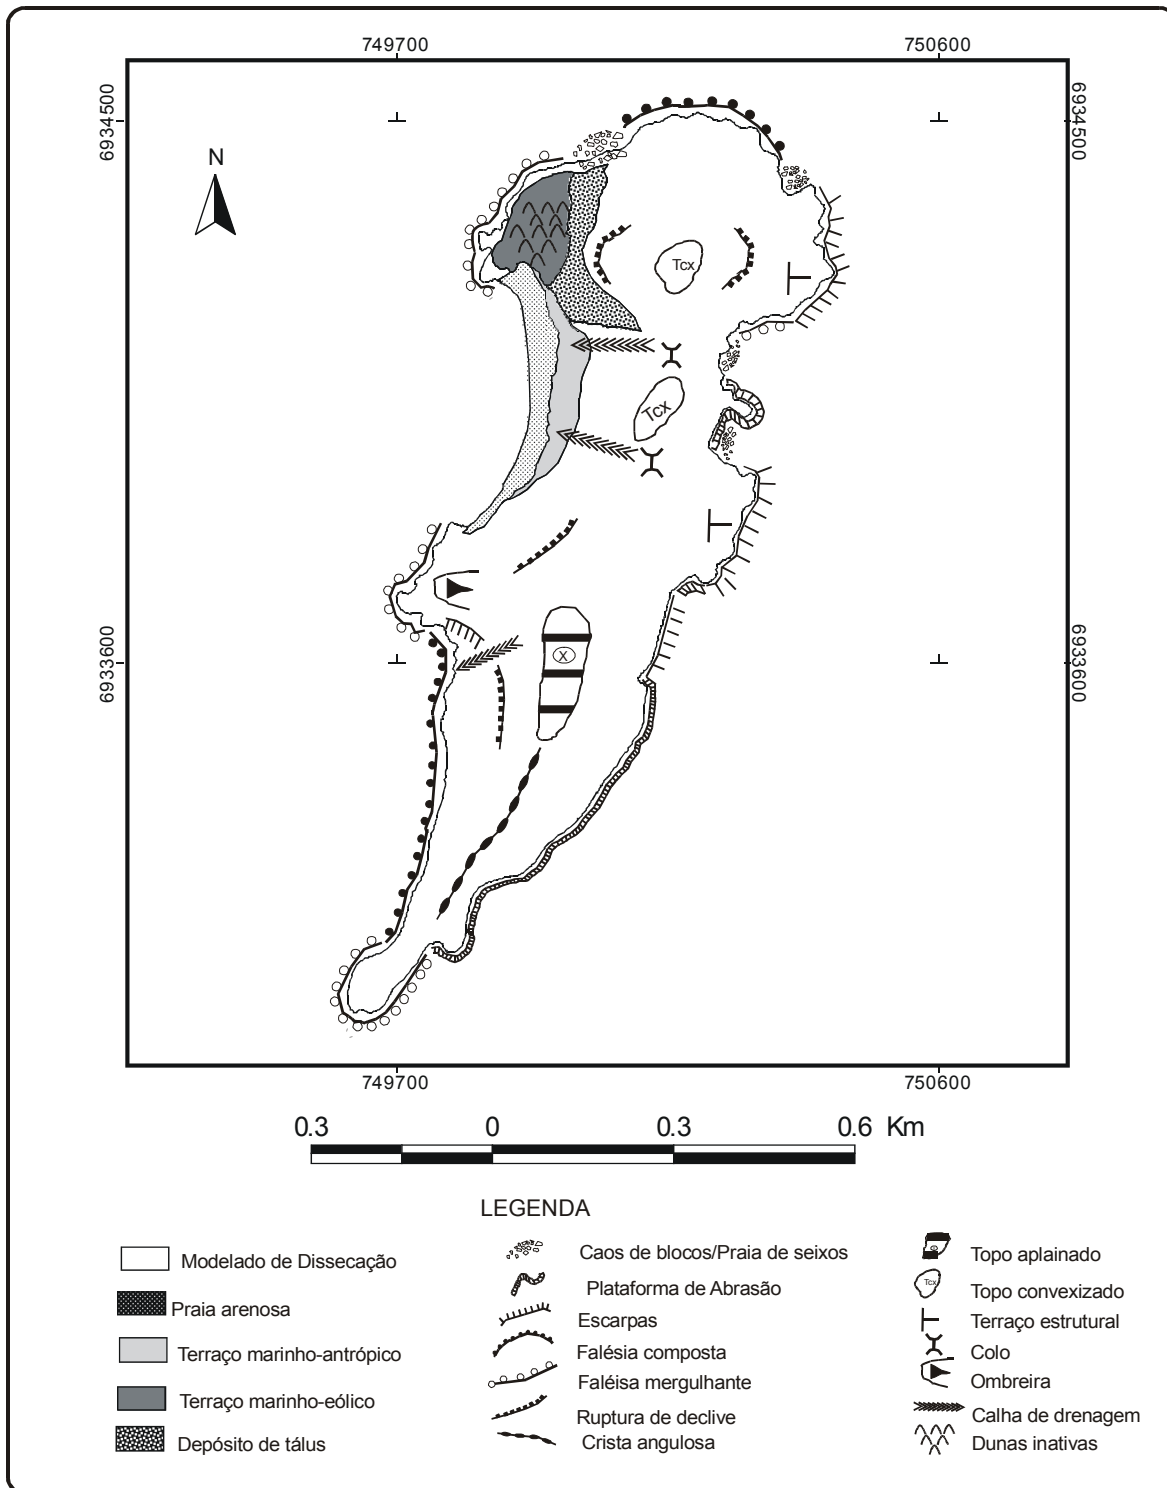 749700 750600
6934500 6934500
N
Tcx
Tcx
6933600 X 6933600
749700 750600
0.3 0 0.3 0.6 Km
LEGENDA
Modelado de Dissecação
Praia arenosa
Terraço marinho-antrópico
Terraço marinho-eólico
Depósito de tálus
Caos de blocos/Praia de seixos
Plataforma de Abrasão
Escarpas
Falésia composta
Faléisa mergulhante
Ruptura de declive
Crista angulosa
Topo aplainado
Tcx Topo convexizado
Terraço estrutural
Colo
Ombreira
Calha de drenagem
Dunas inativas